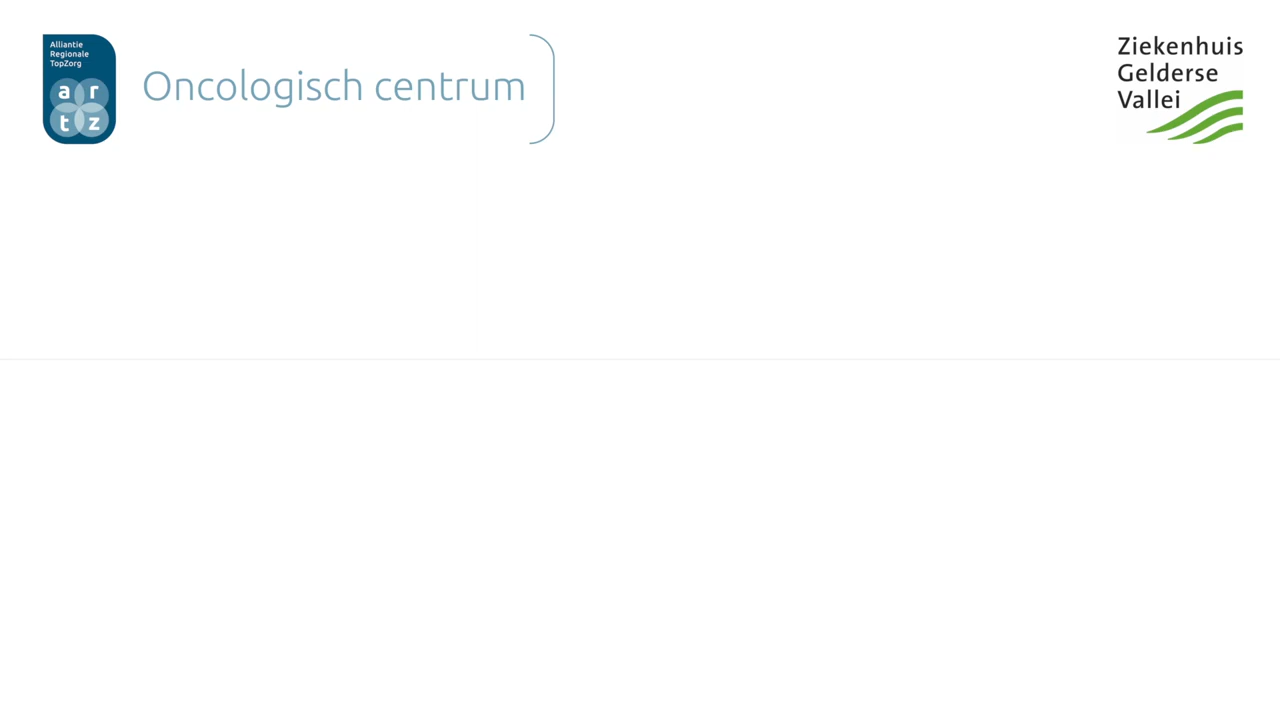 Alliantie
Regionale
TopZorg
a r
t z
Oncologisch centrum
Ziekenhuis
Gelderse
Vallei